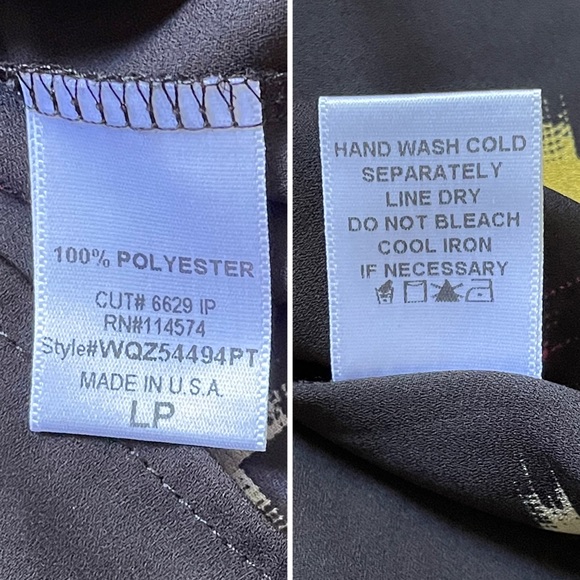 100% POLYESTER
CUT# 6629 IP
RN#114574
Style#WQZ54494PT
MADE IN U.S.A.
LP
HAND WASH COLD
SEPARATELY
LINE DRY
DO NOT BLEACH
COOL IRON
IF NECESSARY